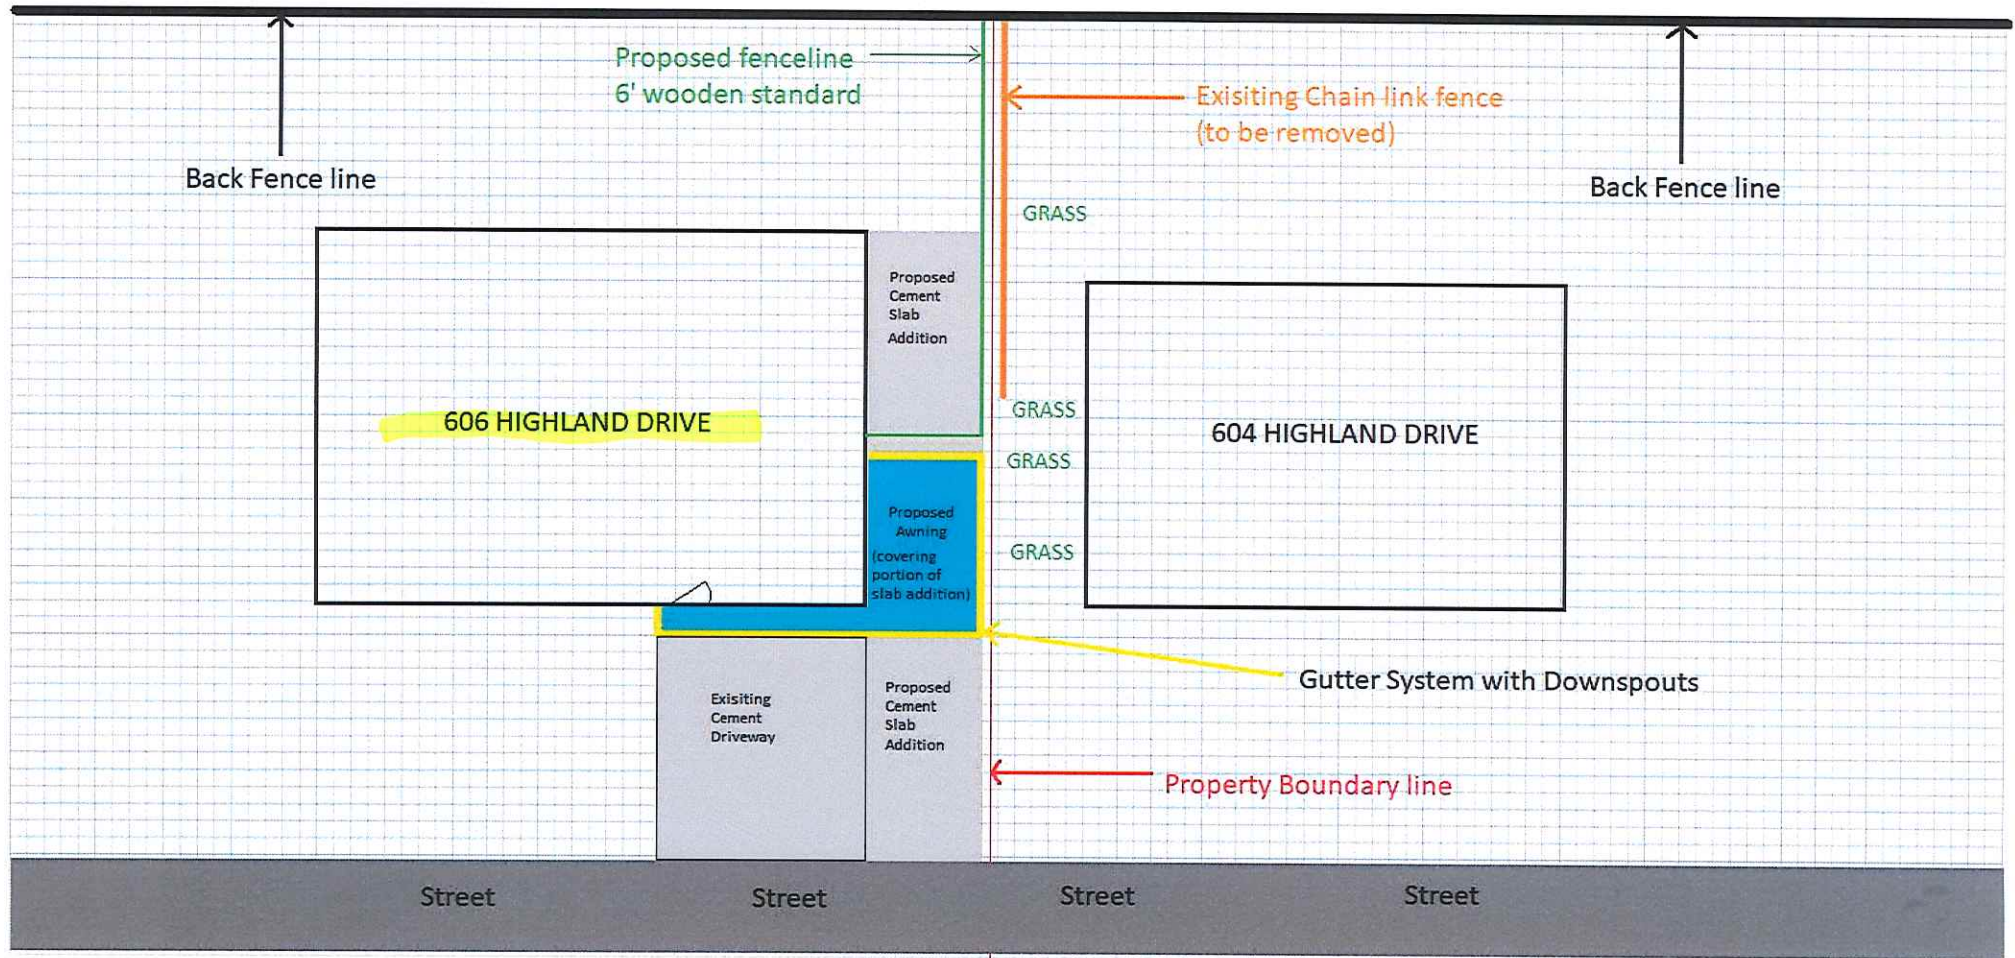 Proposed fenceline
6' wooden standard
Exisiting Chain link fence
(to be removed)
Back Fence line
Back Fence line
GRASS
Proposed
Cement
Slab
Addition
606 HIGHLAND DRIVE
GRASS
604 HIGHLAND DRIVE
GRASS
Proposed
Awning
(covering
portion of
slab addition)
GRASS
Gutter System with Downspouts
Exisiting
Cement
Driveway
Proposed
Cement
Slab
Addition
Property Boundary line
Street
Street
Street
Street